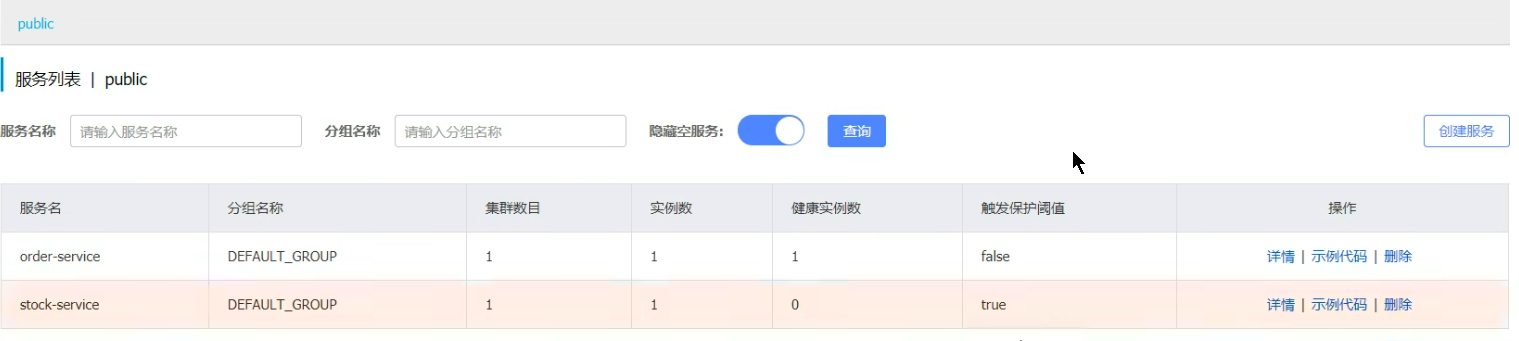 public
服务列表 | public
服务名称 请输入服务名称 分组名称 请输入分组名称 隐藏空服务: 查询 创建服务
服务名 分组名称 集群数目 实例数 健康实例数 触发保护阈值 操作
order-service DEFAULT_GROUP 1 1 1 false 详情 | 示例代码 | 删除
stock-service DEFAULT_GROUP 1 1 0 true 详情 | 示例代码 | 删除